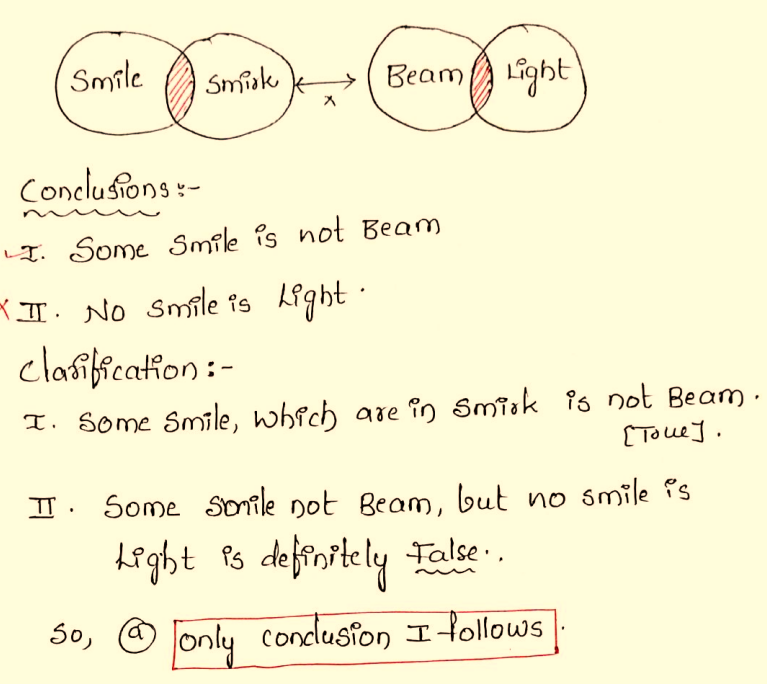 Smile Smirk x Beam Light
Conclusions :-
I. Some Smile is not Beam
x II. No Smile is Light.
Clarification :-
I. Some Smile, which are in Smirk is not Beam.
[True].
II. Some Smile not Beam, but no smile is
Light is definitely False..
So, ⓐ only conclusion I follows.